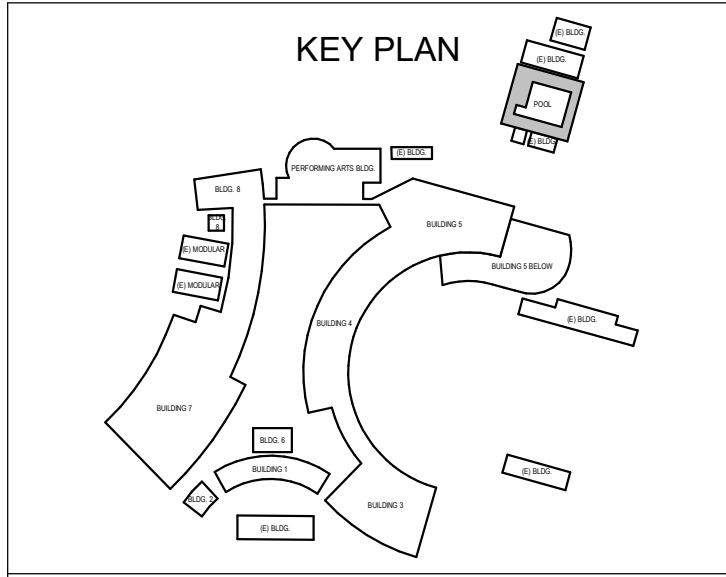 KEY PLAN
(E) BLDG.
(E) BLDG.
POOL
(E) BLDG.
(E) BLDG.
PERFORMING ARTS BLDG.
BLDG. 8
BLDG.
8
BUILDING 5
(E) MODULAR
BUILDING 5 BELOW
(E) MODULAR
(E) BLDG.
BUILDING 4
BUILDING 7
BLDG. 6
BUILDING 1
(E) BLDG.
BLDG. 2
BUILDING 3
(E) BLDG.